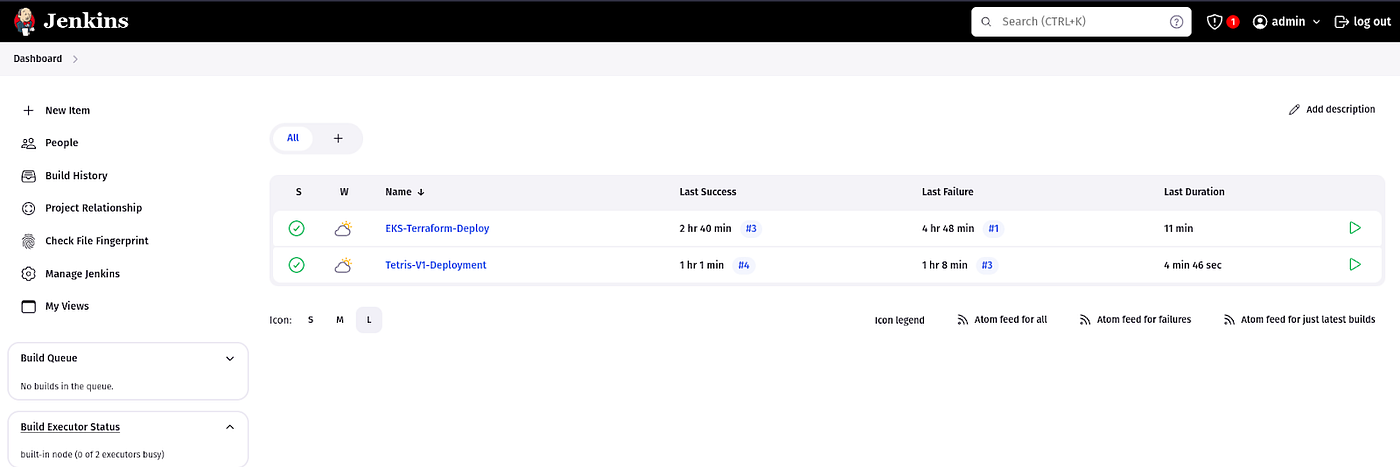 Jenkins
Search (CTRL+K)
1
admin
log out
Dashboard
New Item
People
Build History
Project Relationship
Check File Fingerprint
Manage Jenkins
My Views
Build Queue
No builds in the queue.
Build Executor Status
built-in node (0 of 2 executors busy)
Add description
All +
S W Name ↓ Last Success Last Failure Last Duration
EKS-Terraform-Deploy 2 hr 40 min #3 4 hr 48 min #1 11 min
Tetris-V1-Deployment 1 hr 1 min #4 1 hr 8 min #3 4 min 46 sec
Icon: S M L Icon legend Atom feed for all Atom feed for failures Atom feed for just latest builds